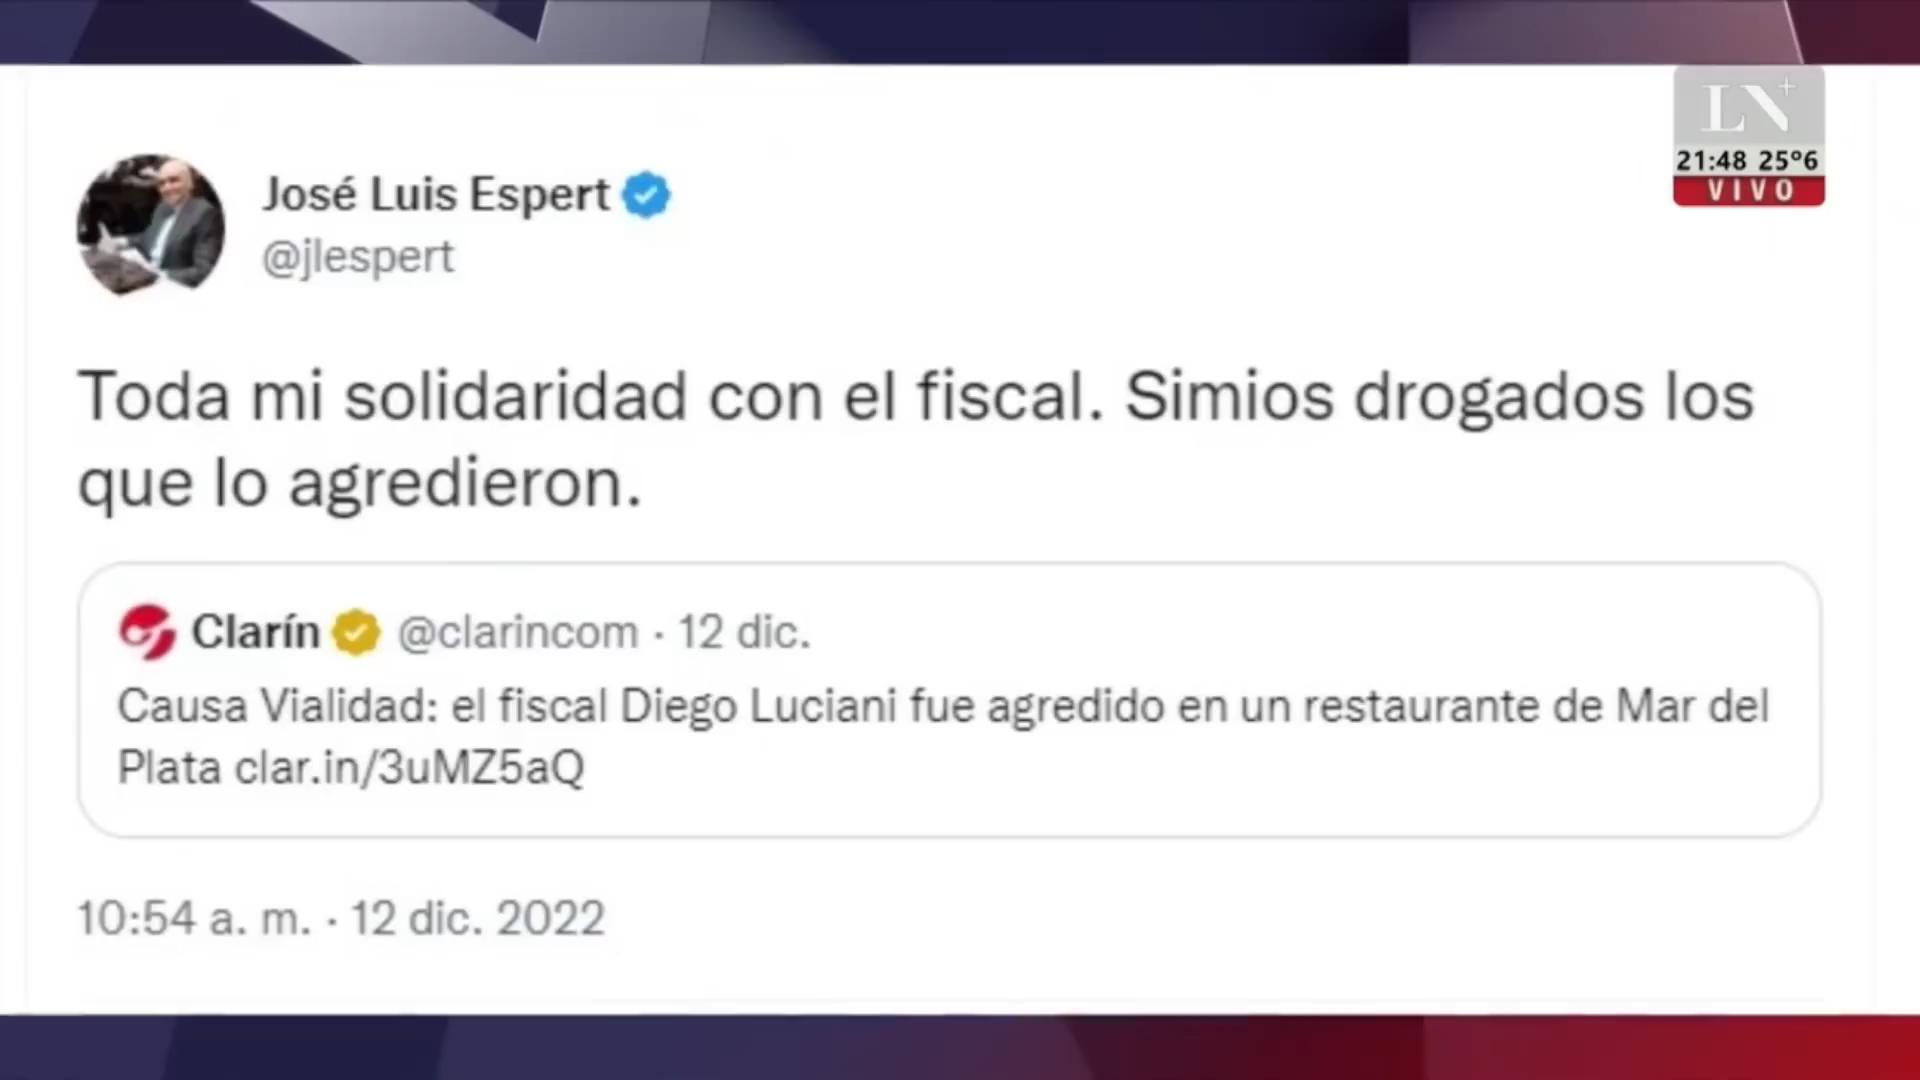 LN+
21:48 25°6
VIVO
José Luis Espert
@jlespert
Toda mi solidaridad con el fiscal. Simios drogados los
que lo agredieron.
Clarín @clarincom · 12 dic.
Causa Vialidad: el fiscal Diego Luciani fue agredido en un restaurante de Mar del
Plata clar.in/3uMZ5aQ
10:54 a. m. · 12 dic. 2022